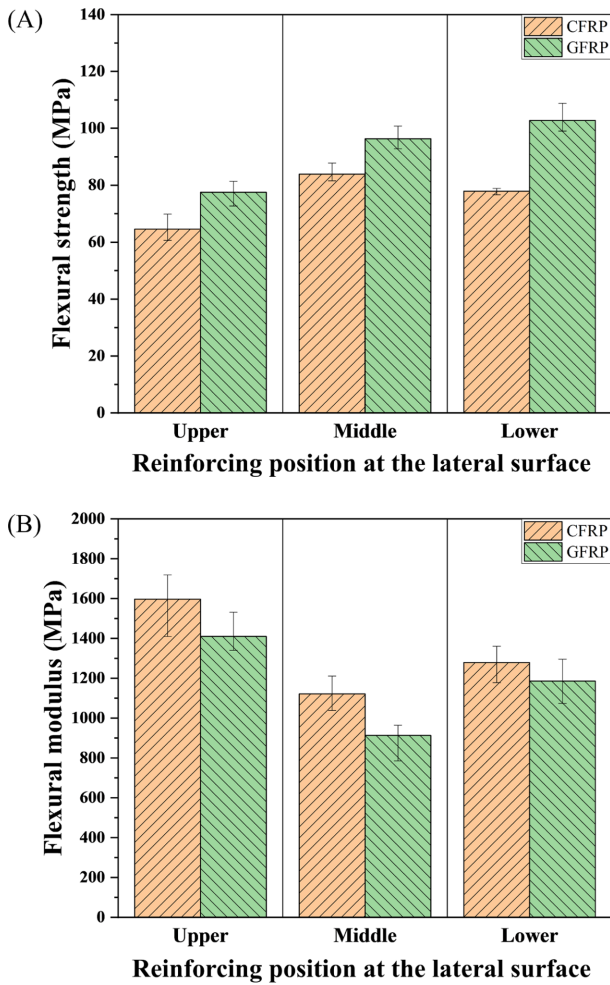 (A)
140
120
100
80
60
40
20
0
Flexural strength (MPa)
CFRP
GFRP
Upper Middle Lower
Reinforcing position at the lateral surface
(B)
2000
1800
1600
1400
1200
1000
800
600
400
200
0
Flexural modulus (MPa)
CFRP
GFRP
Upper Middle Lower
Reinforcing position at the lateral surface